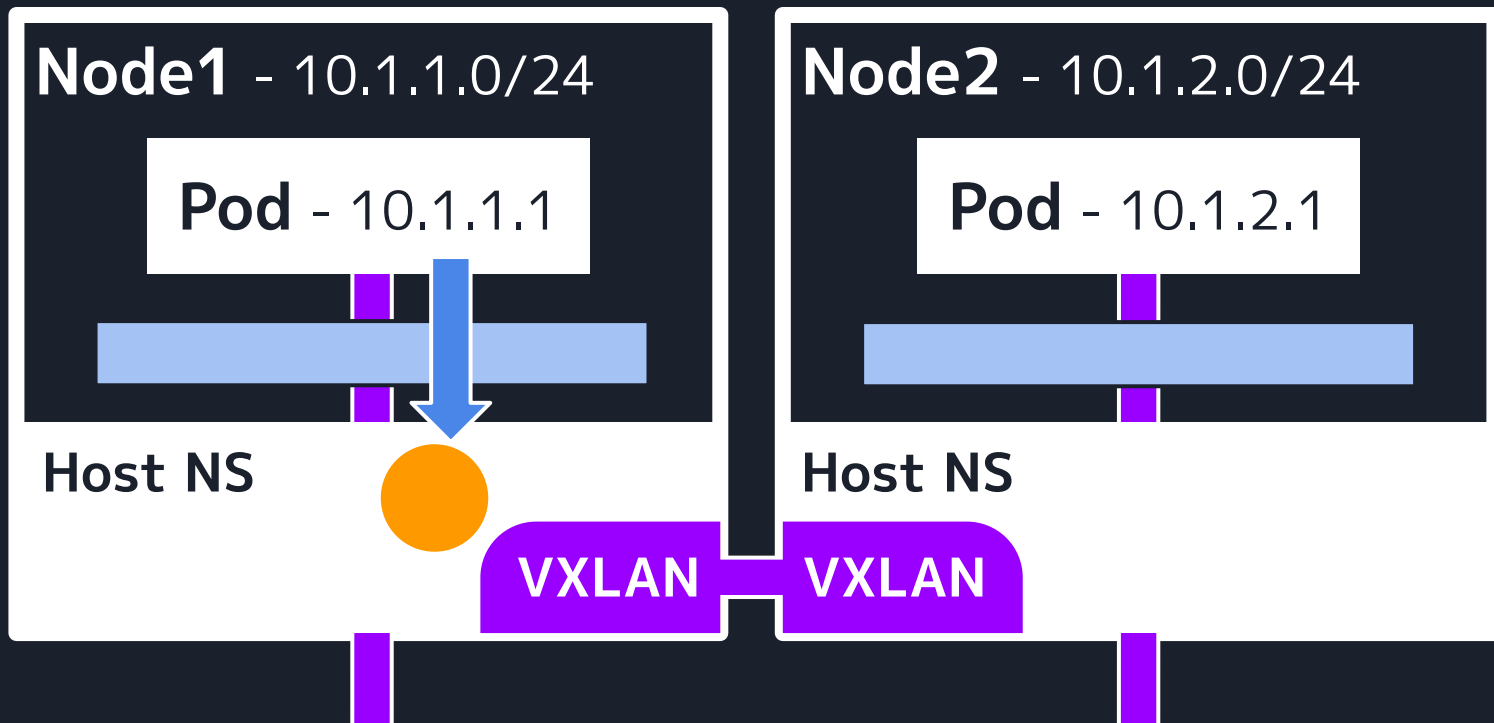 Node1 - 10.1.1.0/24
Pod - 10.1.1.1
Host NS
VXLAN
Node2 - 10.1.2.0/24
Pod - 10.1.2.1
Host NS
VXLAN